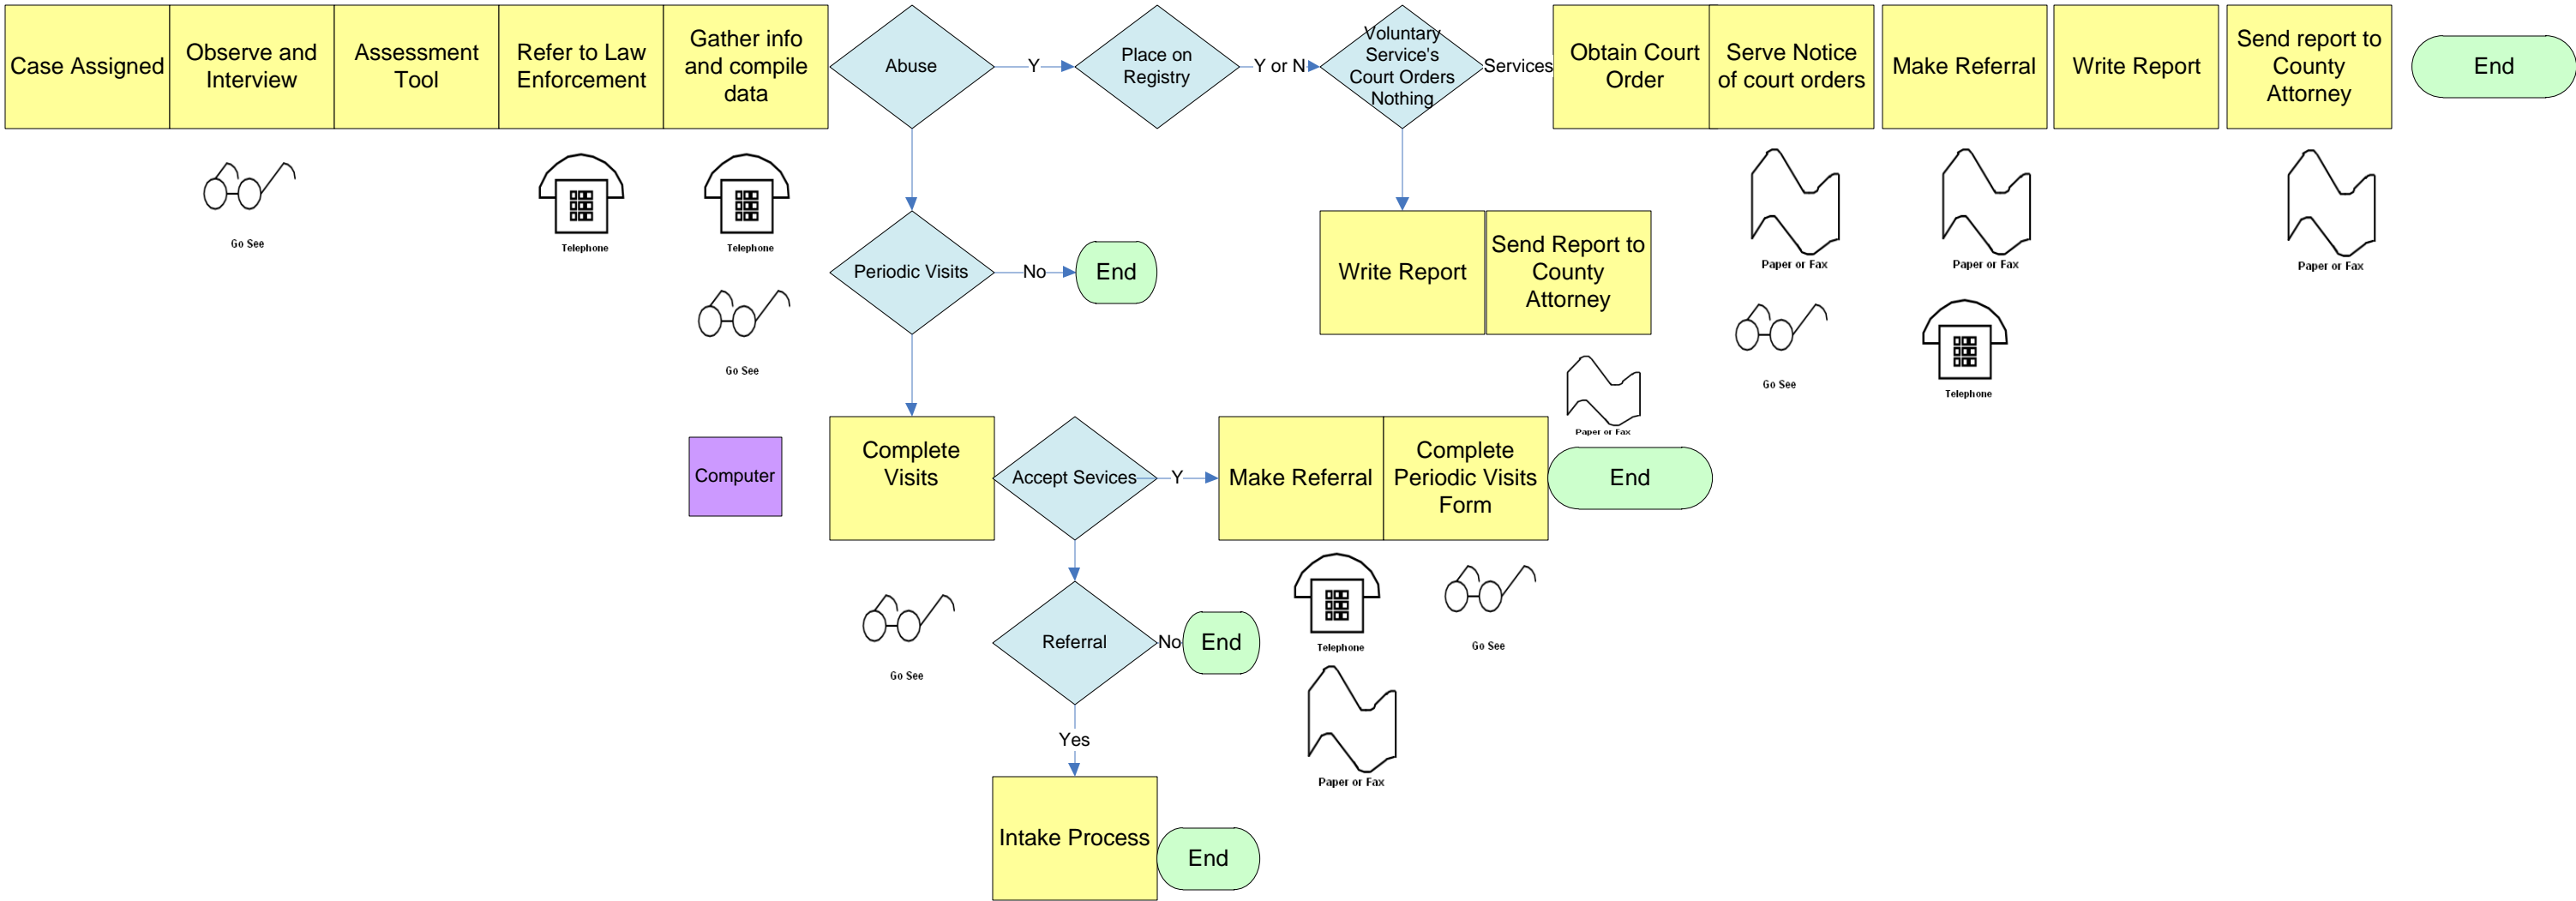 Case Assigned
Observe and
Interview
Assessment
Tool
Refer to Law
Enforcement
Gather info
and compile
data
Abuse
Y
Place on
Registry
Y or N
Voluntary
Service's
Court Orders
Nothing
Services
Obtain Court
Order
Serve Notice
of court orders
Make Referral
Write Report
Send report to
County
Attorney
End
Go See
Telephone
Telephone
Paper or Fax
Paper or Fax
Paper or Fax
Periodic Visits
No
End
Write Report
Send Report to
County
Attorney
Go See
Go See
Telephone
Paper or Fax
Computer
Complete
Visits
Accept Sevices
Y
Make Referral
Complete
Periodic Visits
Form
End
Go See
Referral
No
End
Telephone
Go See
Yes
Paper or Fax
Intake Process
End